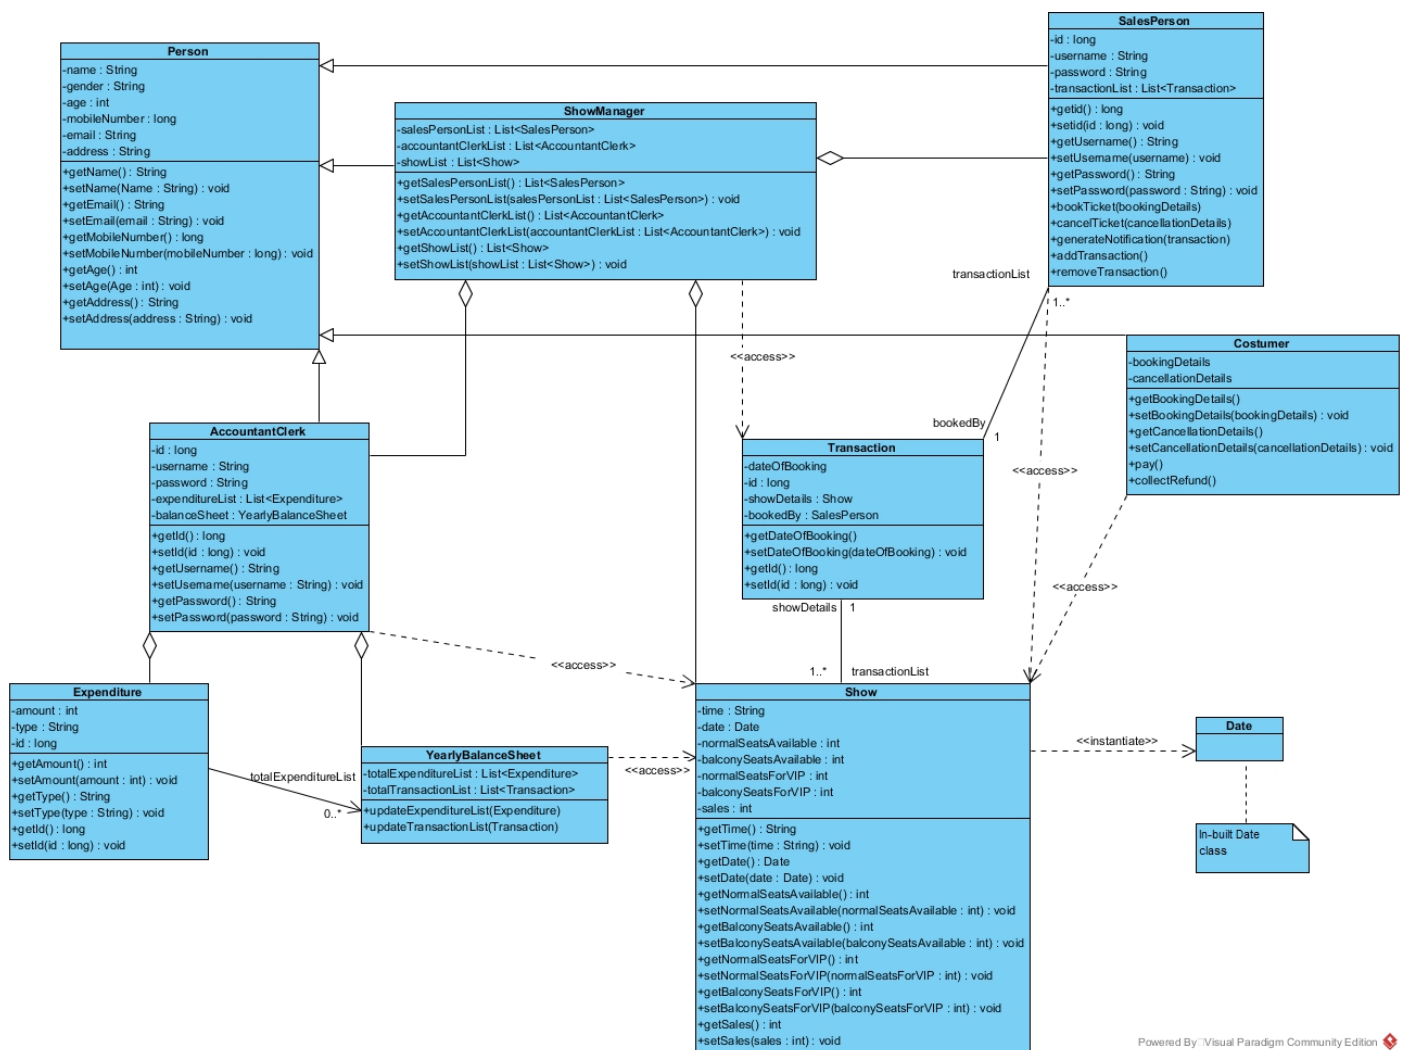 SalesPerson
-id : long
-username : String
-password : String
-transactionList : List<Transaction>
+getid() : long
+setid(id : long) : void
+getUsername() : String
+setUsername(username) : void
+getPassword() : String
+setPassword(password : String) : void
+bookTicket(bookingDetails)
+cancelTicket(cancellationDetails)
+generateNotification(transaction)
+addTransaction()
+removeTransaction()
Person
-name : String
-gender : String
-age : int
-mobileNumber : long
-email : String
-address : String
+getName() : String
+setName(Name : String) : void
+getEmail() : String
+setEmail(email : String) : void
+getMobileNumber() : long
+setMobileNumber(mobileNumber : long) : void
+getAge() : int
+setAge(Age : int) : void
+getAddress() : String
+setAddress(address : String) : void
ShowManager
-salesPersonList : List<SalesPerson>
-accountantClerkList : List<AccountantClerk>
-showList : List<Show>
+getSalesPersonList() : List<SalesPerson>
+setSalesPersonList(salesPersonList : List<SalesPerson>) : void
+getAccountantClerkList() : List<AccountantClerk>
+setAccountantClerkList(accountantClerkList : List<AccountantClerk>) : void
+getShowList() : List<Show>
+setShowList(showList : List<Show>) : void
transactionList
1..*
<<access>>
Costumer
-bookingDetails
-cancellationDetails
+getBookingDetails()
+setBookingDetails(bookingDetails) : void
+getCancellationDetails()
+setCancellationDetails(cancellationDetails) : void
+pay()
+collectRefund()
bookedBy
1
<<access>>
AccountantClerk
-id : long
-username : String
-password : String
-expenditureList : List<Expenditure>
-balanceSheet : YearlyBalanceSheet
+getId() : long
+setId(id : long) : void
+getUsername() : String
+setUsername(username : String) : void
+getPassword() : String
+setPassword(password : String) : void
Transaction
-dateOfBooking
-id : long
-showDetails : Show
-bookedBy : SalesPerson
+getDateOfBooking()
+setDateOfBooking(dateOfBooking) : void
+getId() : long
+setId(id : long) : void
<<access>>
showDetails
1
<<access>>
1..*
transactionList
Expenditure
-amount : int
-type : String
-id : long
+getAmount() : int
+setAmount(amount : int) : void
+getType() : String
+setType(type : String) : void
+getId() : long
+setId(id : long) : void
totalExpenditureList
0..*
YearlyBalanceSheet
-totalExpenditureList : List<Expenditure>
-totalTransactionList : List<Transaction>
+updateExpenditureList(Expenditure)
+updateTransactionList(Transaction)
<<access>>
Show
-time : String
-date : Date
-normalSeatsAvailable : int
-balconySeatsAvailable : int
-normalSeatsForVIP : int
-balconySeatsForVIP : int
-sales : int
+getTime() : String
+setTime(time : String) : void
+getDate() : Date
+setDate(date : Date) : void
+getNormalSeatsAvailable() : int
+setNormalSeatsAvailable(normalSeatsAvailable : int) : void
+getBalconySeatsAvailable() : int
+setBalconySeatsAvailable(balconySeatsAvailable : int) : void
+getNormalSeatsForVIP() : int
+setNormalSeatsForVIP(normalSeatsForVIP : int) : void
+getBalconySeatsForVIP() : int
+setBalconySeatsForVIP(balconySeatsForVIP : int) : void
+getSales() : int
+setSales(sales : int) : void
<<instantiate>>
Date
In-built Date
class
Powered By Visual Paradigm Community Edition